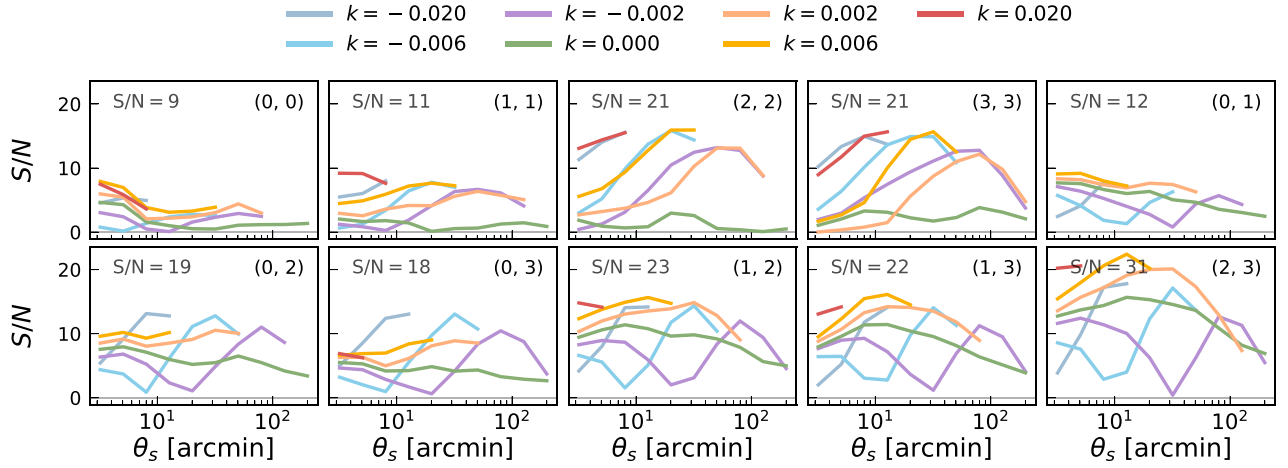 k = −0.020 k = −0.002 k = 0.002 k = 0.020
k = −0.006 k = 0.000 k = 0.006
S/N = 9 (0, 0) S/N = 11 (1, 1) S/N = 21 (2, 2) S/N = 21 (3, 3) S/N = 12 (0, 1)
20
10
0
S/N
S/N = 19 (0, 2) S/N = 18 (0, 3) S/N = 23 (1, 2) S/N = 22 (1, 3) S/N = 31 (2, 3)
20
10
0
S/N
10¹ 10² 10¹ 10² 10¹ 10² 10¹ 10² 10¹ 10²
θₛ [arcmin] θₛ [arcmin] θₛ [arcmin] θₛ [arcmin] θₛ [arcmin]